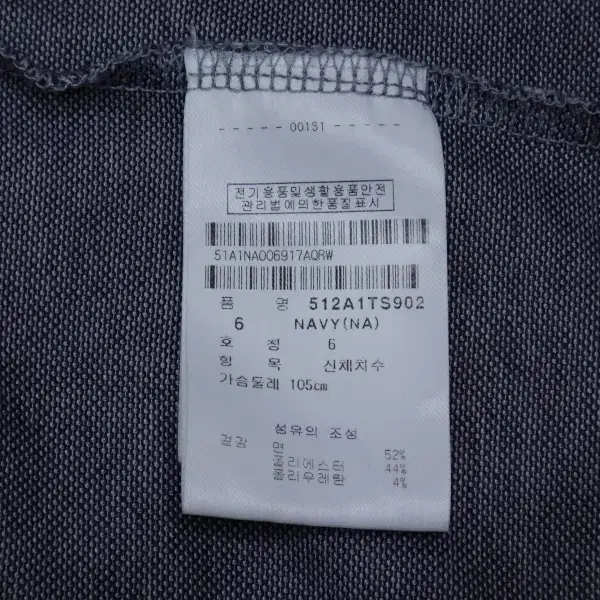 - - - - - 00131 - - - - -
전기용품및생활용품안전
관리법에의한품질표시
51A1NA006917AQRW
품 명 512A1TS902
6 NAVY(NA)
호 칭 6
항 목 신체치수
가슴둘레 105cm
섬유의 조성
겉감 면 52%
폴리에스터 44%
폴리우레탄 4%